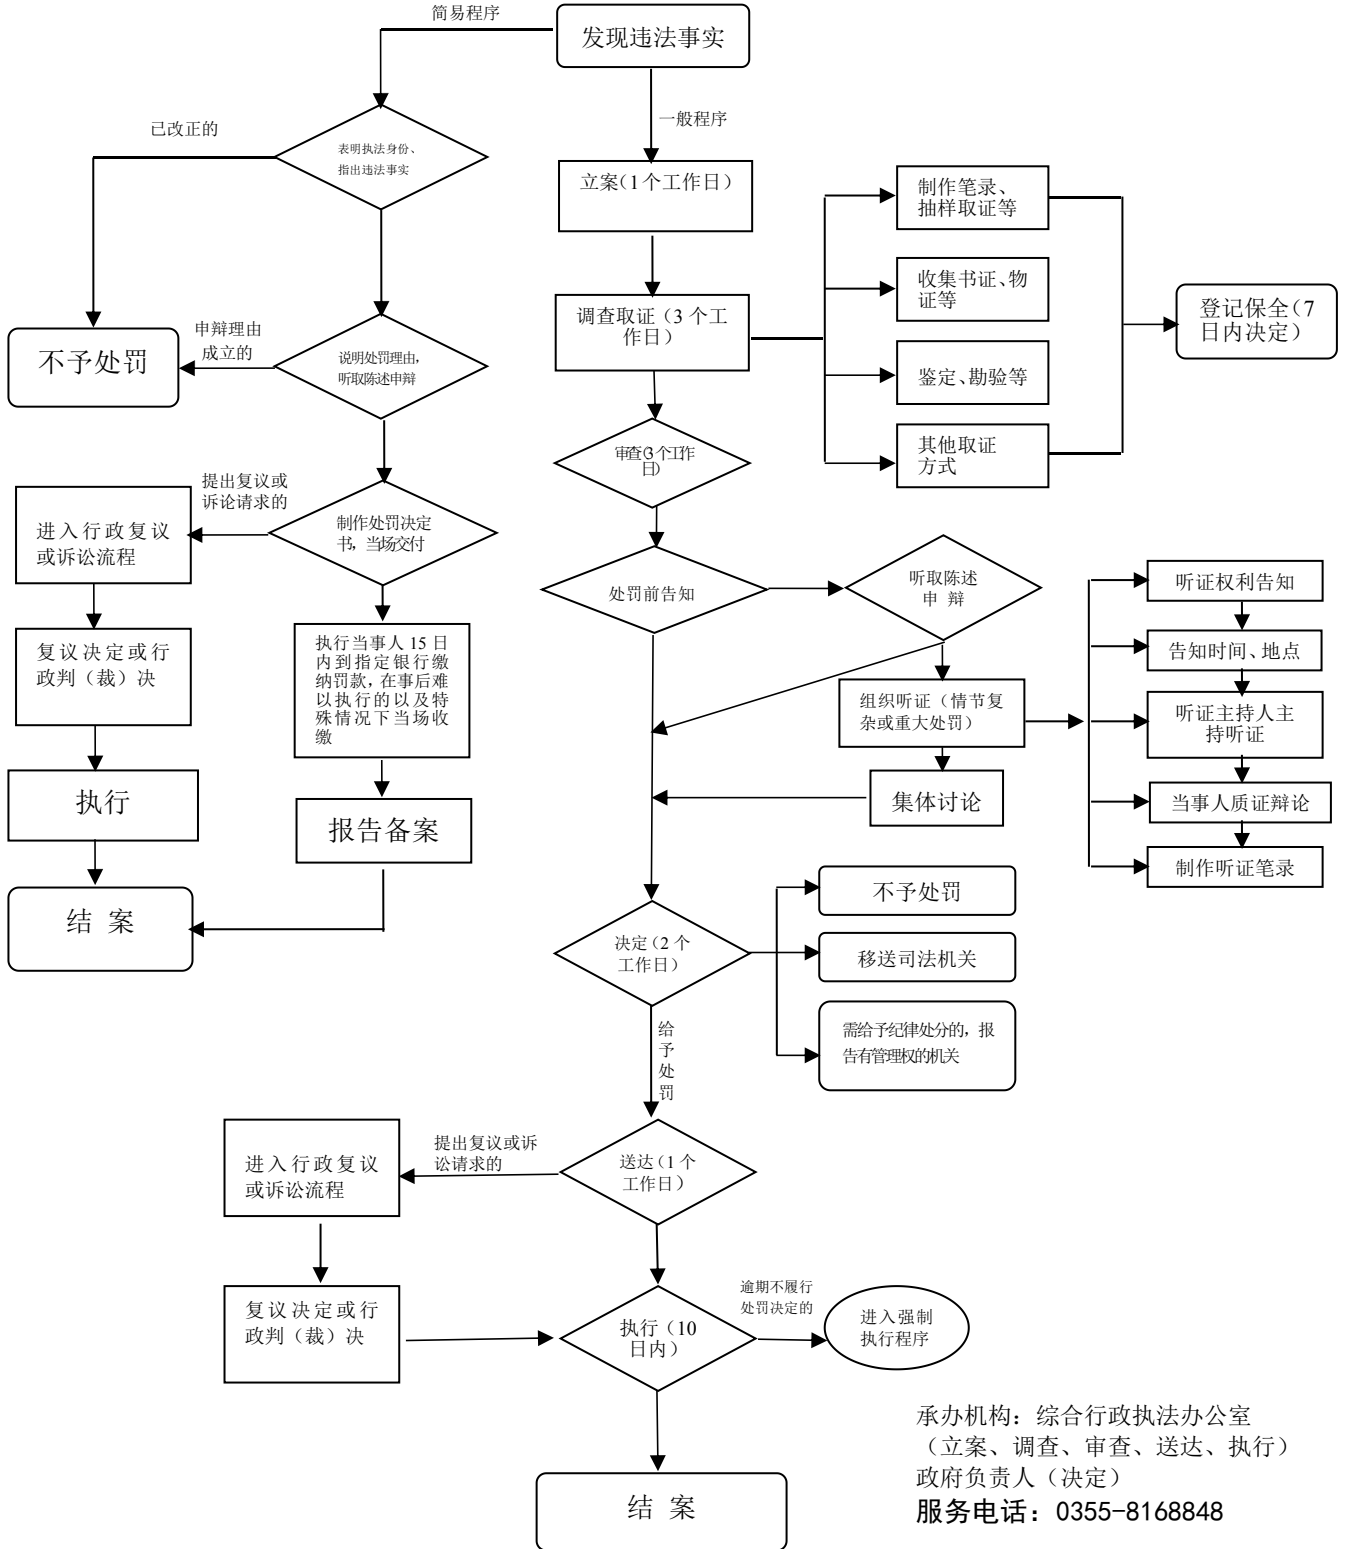 简易程序
发现违法事实
已改正的
表明执法身份、
指出违法事实
一般程序
立案（1个工作日）
制作笔录、
抽样取证等
收集书证、物
证等
登记保全（7
日内决定）
调查取证（3 个工
作日）
鉴定、勘验等
其他取证
方式
不予处罚
申辩理由
成立的
说明处罚理由，
听取陈述申辩
审查(3个工作
日)
提出复议或
诉论请求的
进入行政复议
或诉讼流程
制作处罚决定
书，当场交付
处罚前告知
听取陈述
申 辩
听证权利告知
告知时间、地点
听证主持人主
持听证
当事人质证辩论
制作听证笔录
复议决定或行
政判（裁）决
执行当事人 15 日
内到指定银行缴
纳罚款，在事后难
以执行的以及特
殊情况下当场收
缴
组织听证（情节复
杂或重大处罚）
集体讨论
执行
报告备案
结 案
决定（2 个
工作日）
不予处罚
移送司法机关
需给予纪律处分的，报
告有管理权的机关
给
予
处
罚
提出复议或诉
讼请求的
进入行政复议
或诉讼流程
送达（1 个
工作日）
复议决定或行
政判（裁）决
执行（10
日内）
逾期不履行
处罚决定的
进入强制
执行程序
结 案
承办机构：综合行政执法办公室
（立案、调查、审查、送达、执行）
政府负责人（决定）
服务电话：0355-8168848